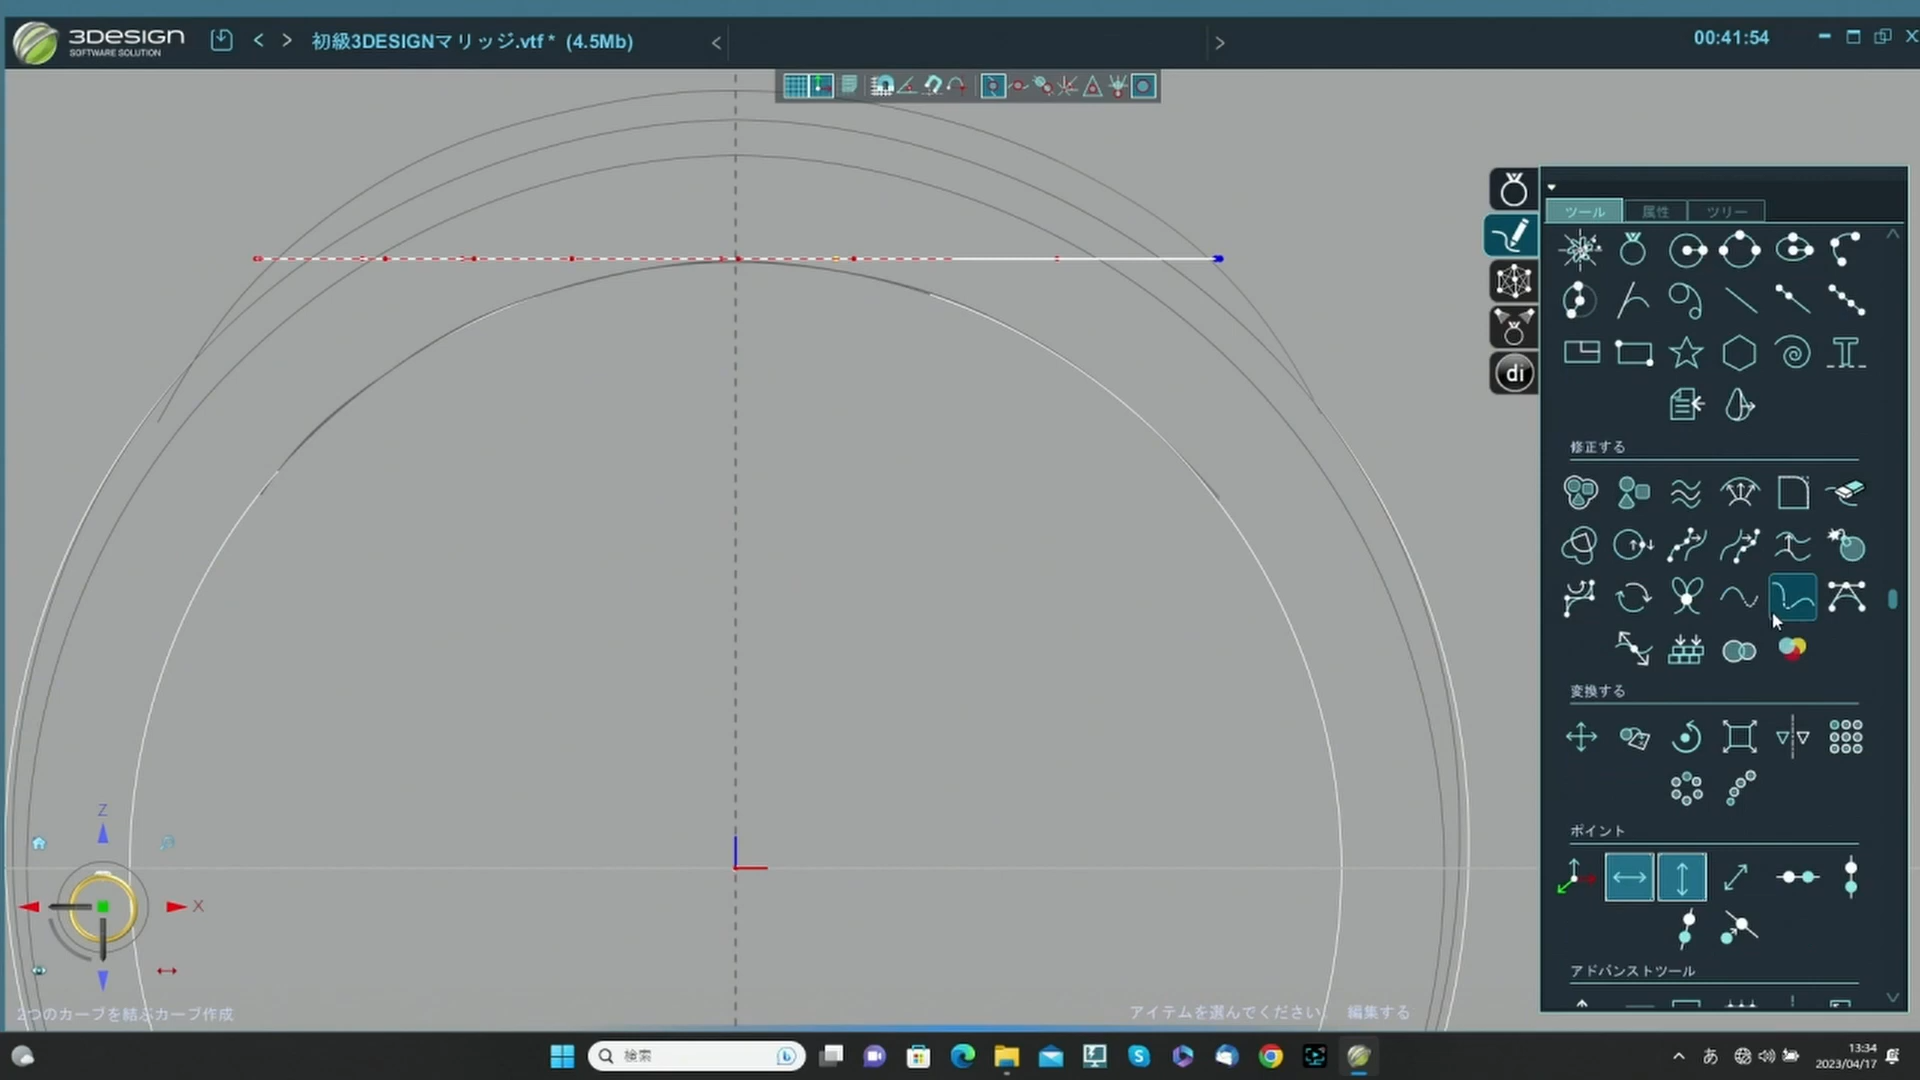 3DESIGN
SOFTWARE SOLUTION
初級3DESIGNマリッジ.vtf * (4.5Mb)
00:41:54
ツール
属性
ツリー
修正する
変換する
ポイント
アドバンストツール
di
Z
X
2つのカーブを結ぶカーブ作成
アイテムを選んでください。
編集する
検索
あ
13:34
2023/04/17